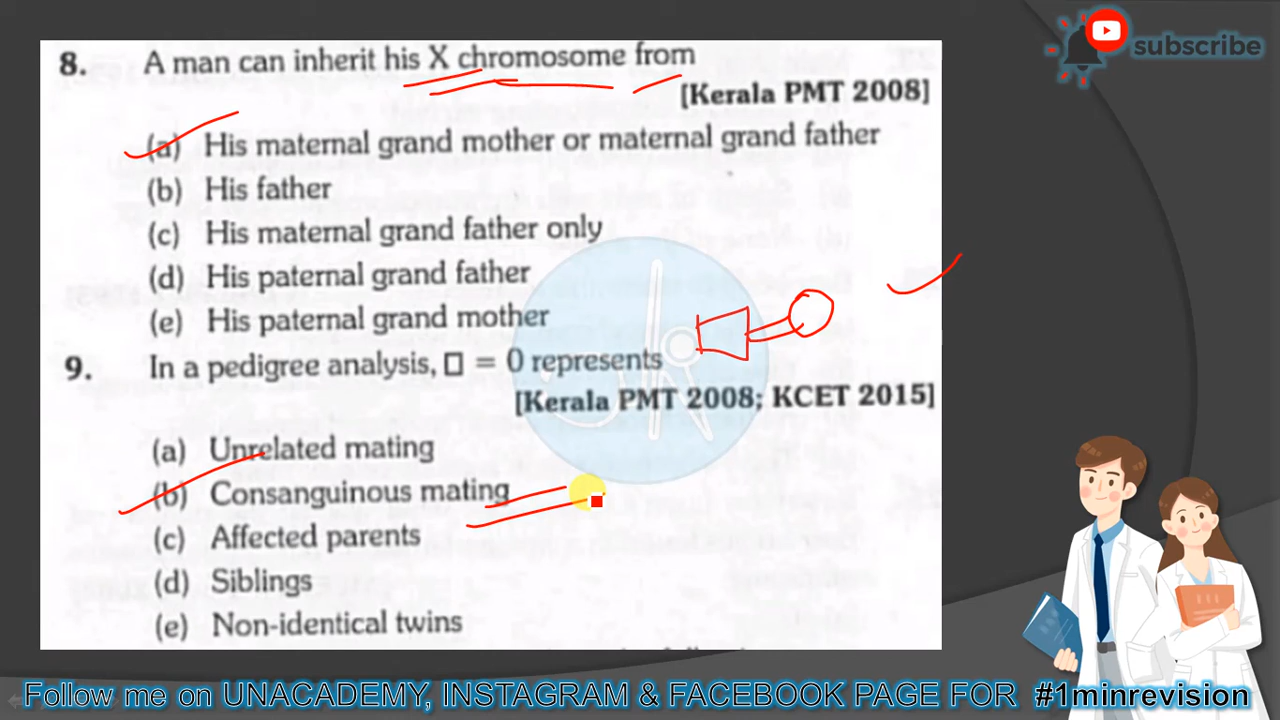 subscribe
8. A man can inherit his X chromosome from
[Kerala PMT 2008]
(a) His maternal grand mother or maternal grand father
(b) His father
(c) His maternal grand father only
(d) His paternal grand father
(e) His paternal grand mother
9. In a pedigree analysis, □ = 0 represents
[Kerala PMT 2008; KCET 2015]
(a) Unrelated mating
(b) Consanguinous mating
(c) Affected parents
(d) Siblings
(e) Non-identical twins
Follow me on UNACADEMY, INSTAGRAM & FACEBOOK PAGE FOR #1minrevision